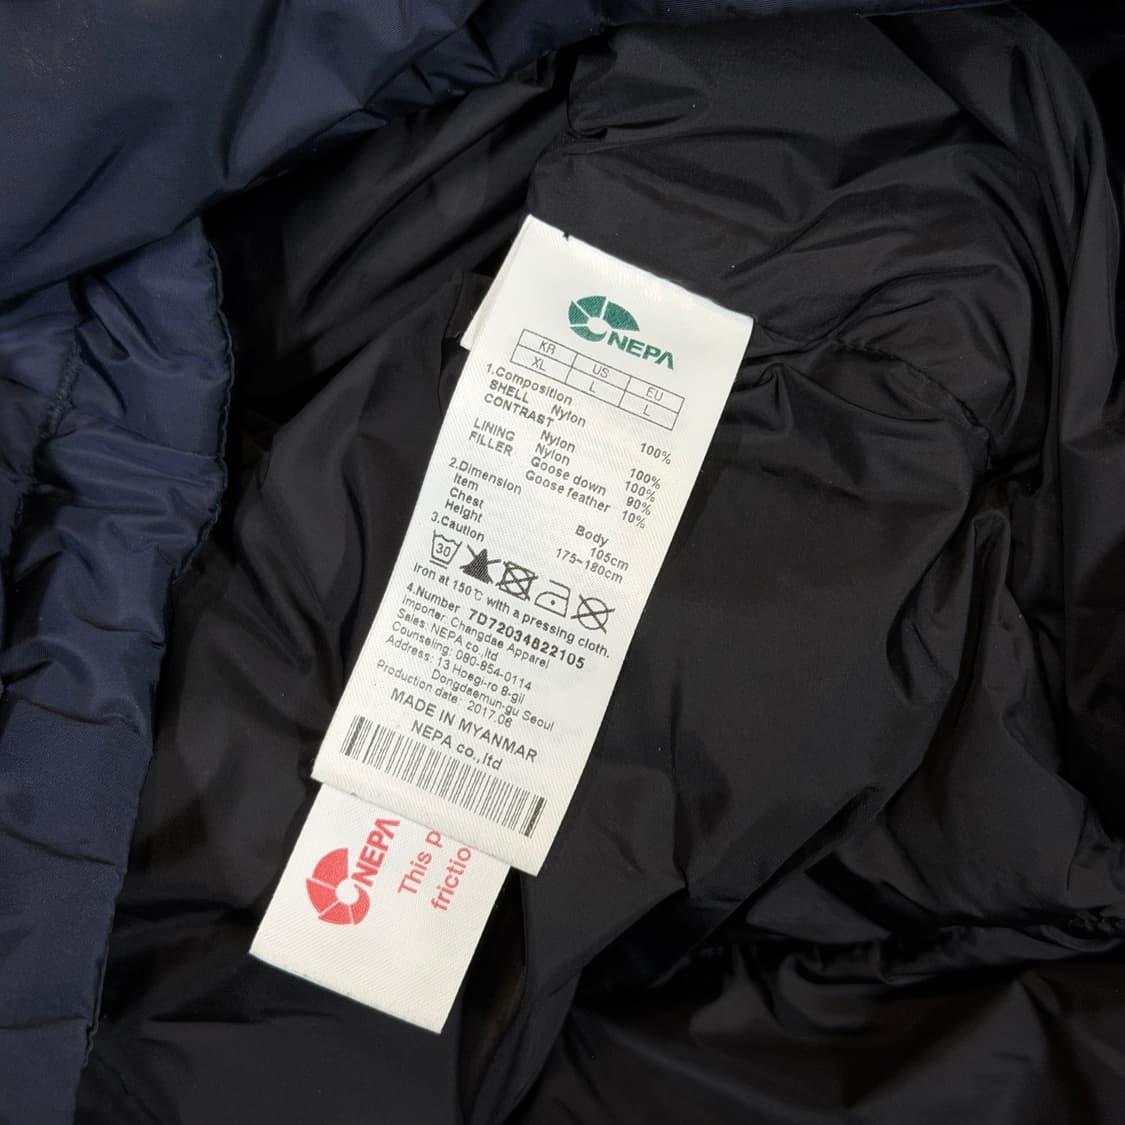 NEPA
KR US EU
XL L L
1.Composition
SHELL Nylon 100%
CONTRAST
Nylon 100%
LINING Nylon 100%
FILLER Goose down 90%
Goose feather 10%
2.Dimension
Item Body
Chest 105cm
Height 175~180cm
3.Caution
30
Iron at 150℃ with a pressing cloth.
4.Number 7D72034822105
Importer: Changdae Apparel
Sales: NEPA co.,ltd
Counseling: 080-854-0114
Address: 13 Hoegi-ro 8-gil
Dongdaemun-gu Seoul
Production date: 2017.06
MADE IN MYANMAR
NEPA co.,ltd
NEPA
This p
frictio